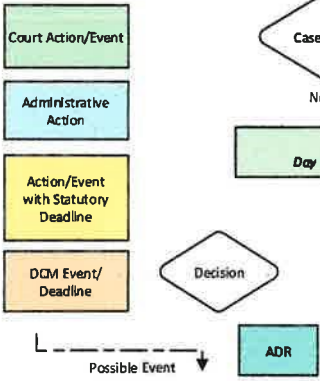 Court Action/Event
Case
No
Administrative
Action
Day
Action/Event
with Statutory
Deadline
DCM Event/
Deadline
Decision
Possible Event
ADR